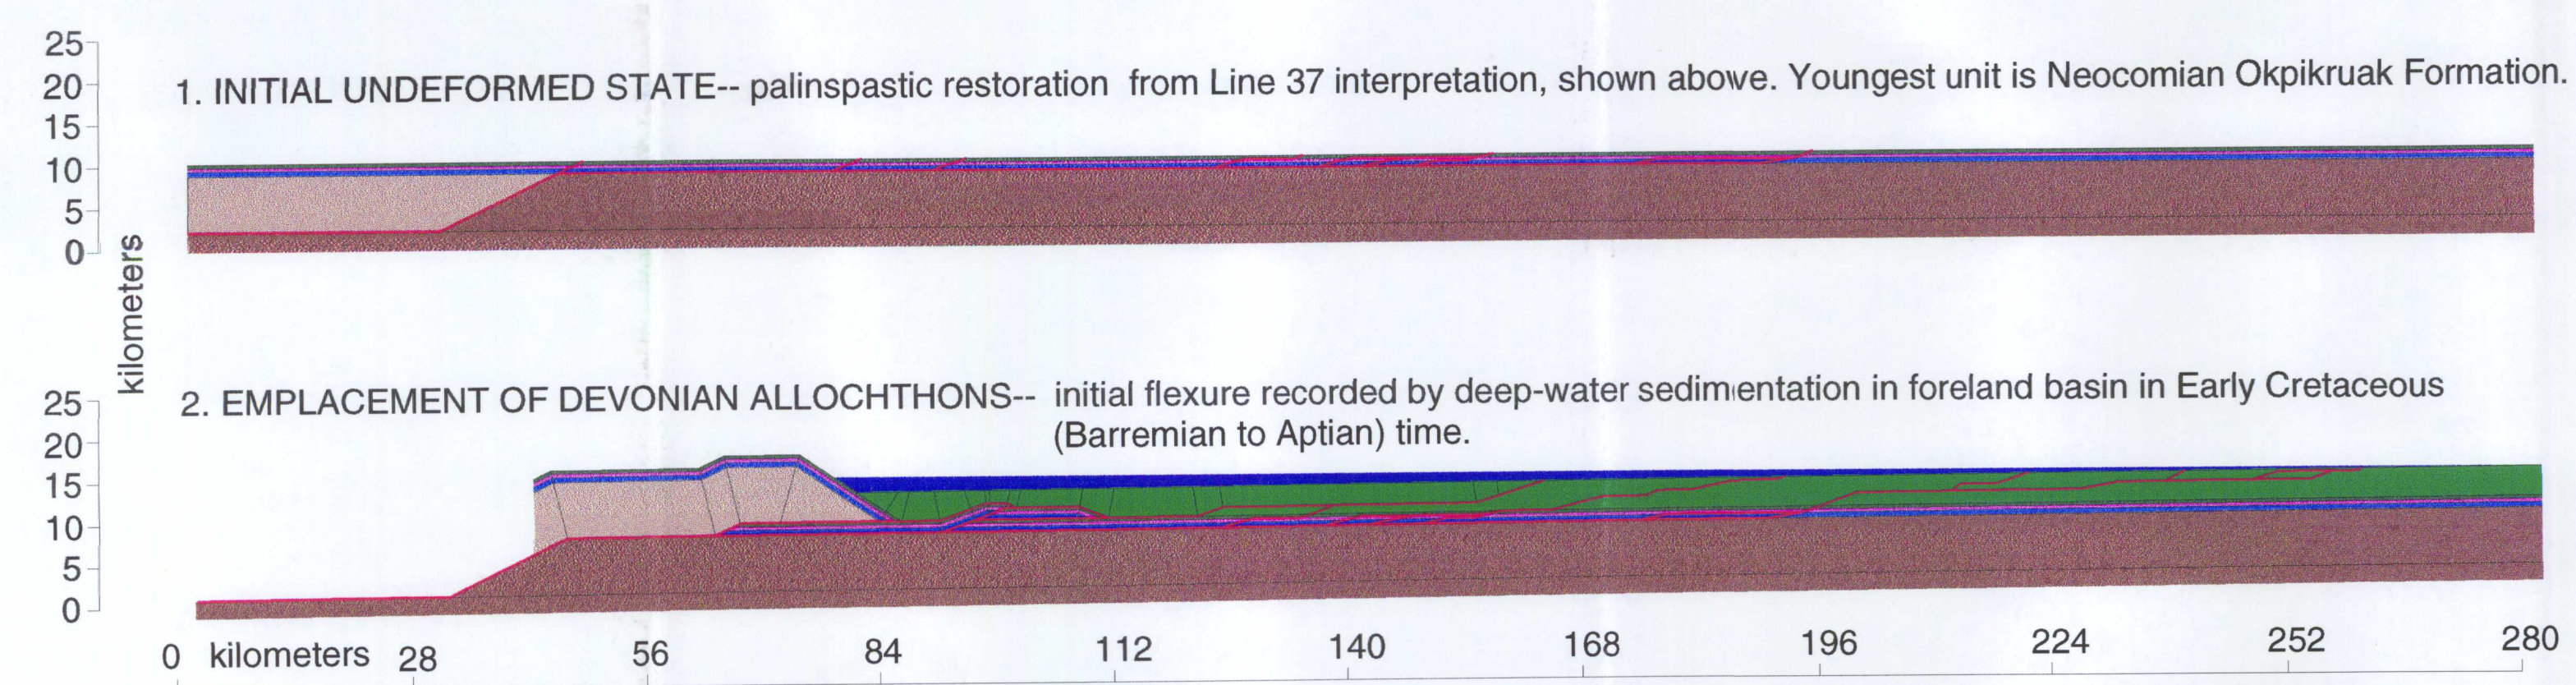 25
20
15
10
5
0
1. INITIAL UNDEFORMED STATE-- palinspastic restoration from Line 37 interpretation, shown abowe. Youngest unit is Neocomian Okpikruak Formation.
kilometers
25
20
15
10
5
0
2. EMPLACEMENT OF DEVONIAN ALLOCHTHONS-- initial flexure recorded by deep-water sedimentation in foreland basin in Early Cretaceous
(Barremian to Aptian) time.
0 kilometers 28 56 84 112 140 168 196 224 252 280